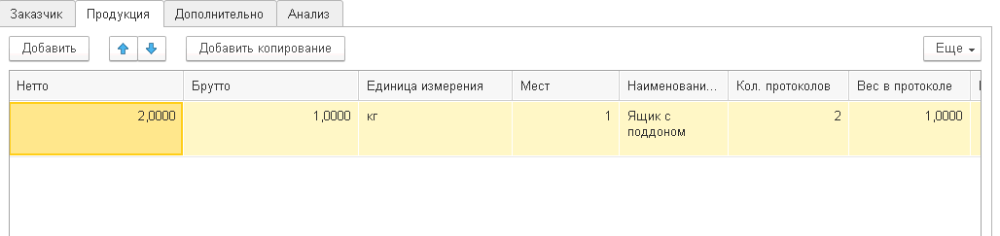 Заказчик Продукция Дополнительно Анализ
Добавить Добавить копирование Еще
Нетто Брутто Единица измерения Мест Наименовани... Кол. протоколов Вес в протоколе
2,0000 1,0000 кг 1 Ящик с 2 1,0000
поддоном